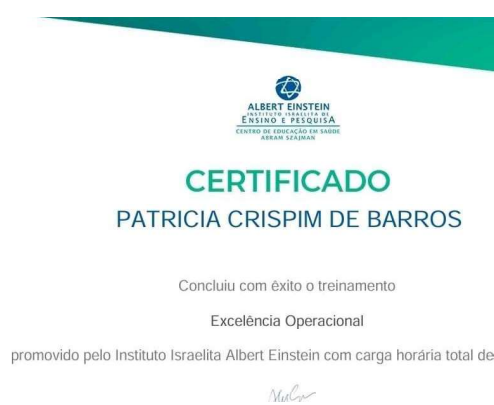 ALBERT EINSTEIN
INSTITUTO ISRAELITA DE
ENSINO E PESQUISA
CENTRO DE EDUCAÇÃO EM SAÚDE
ABRAM SZAJMAN
CERTIFICADO
PATRICIA CRISPIM DE BARROS
Concluiu com êxito o treinamento
Excelência Operacional
promovido pelo Instituto Israelita Albert Einstein com carga horária total de